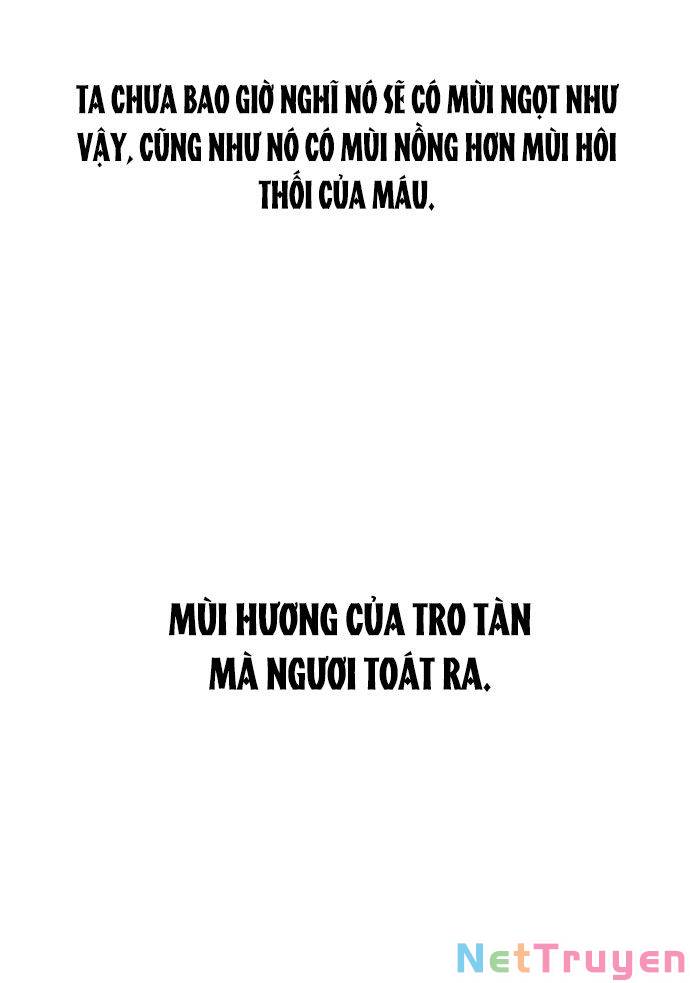 TA CHƯA BAO GIỜ NGHĨ NÓ SẼ CÓ MÙI NGỌT NHƯ
VẬY, CŨNG NHƯ NÓ CÓ MÙI NỒNG HƠN MÙI HÔI
THỐI CỦA MÁU.
MÙI HƯƠNG CỦA TRO TÀN
MÀ NGƯƠI TOÁT RA.
NetTruyen